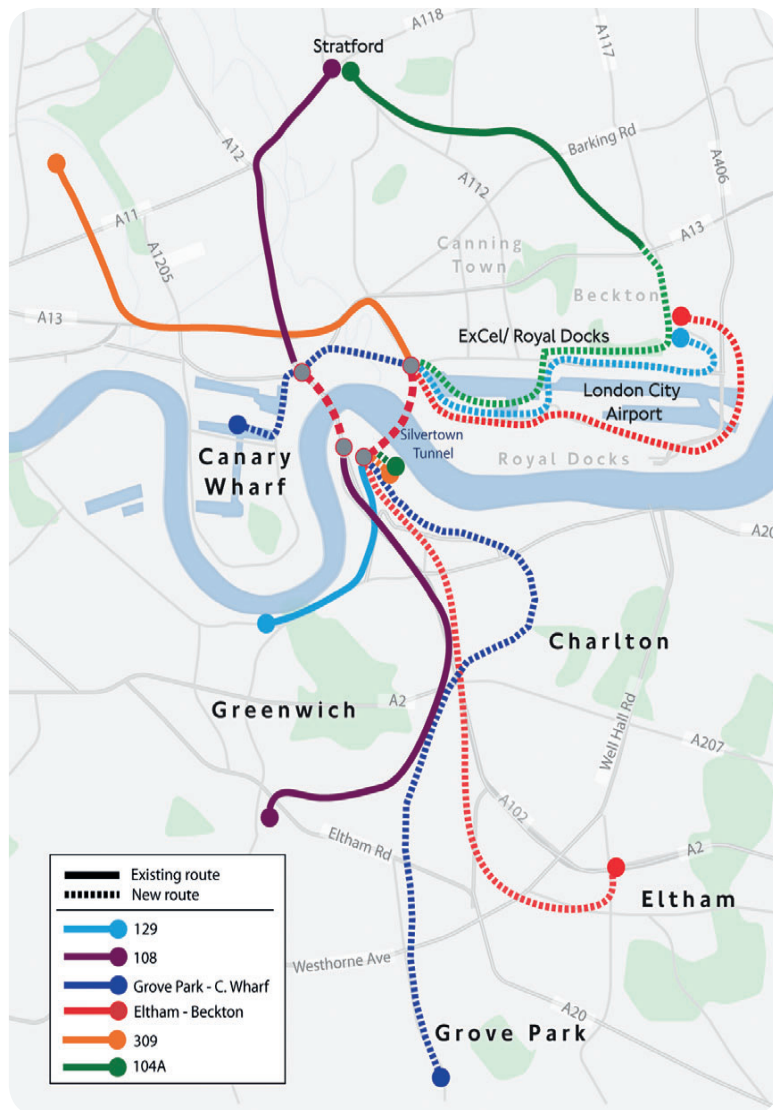 A118
Stratford
A117
Barking Rd
A12
A112
A406
A11
Canning
Town
A13
A1205
Beckton
A13
ExCel/ Royal Docks
London City
Airport
Silvertown
Tunnel
Canary
Wharf
Royal Docks
A20
Charlton
Greenwich
A2
Well Hall Rd
A207
A102
Eltham Rd
A2
Eltham
Existing route
New route
129
108
Grove Park - C. Wharf
Eltham - Beckton
309
104A
Westhorne Ave
A20
Grove Park